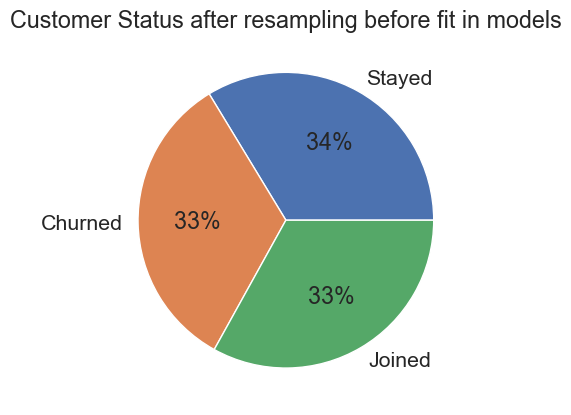 Customer Status after resampling before fit in models
Stayed
34%
Churned
33%
33%
Joined